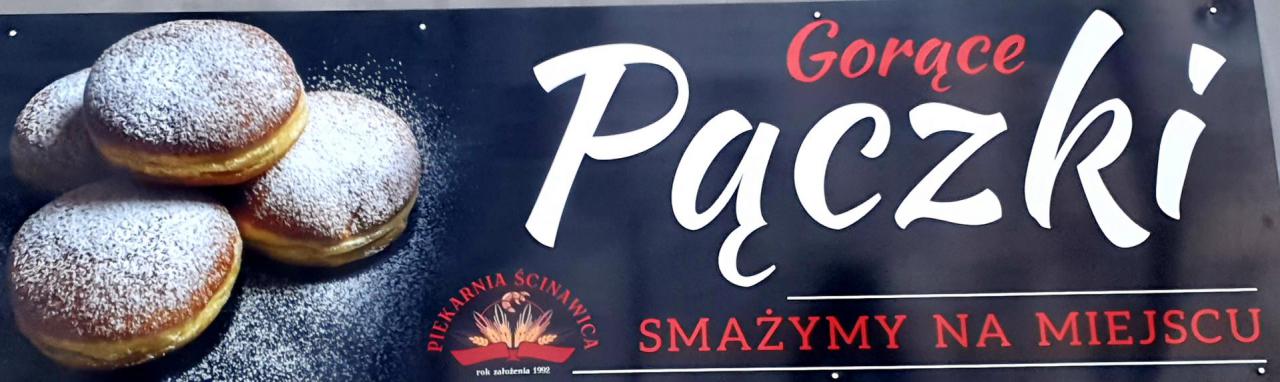 Gorące
Pączki
PIEKARNIA ŚCINAWICA
rok założenia 1992
SMAŻYMY NA MIEJSCU